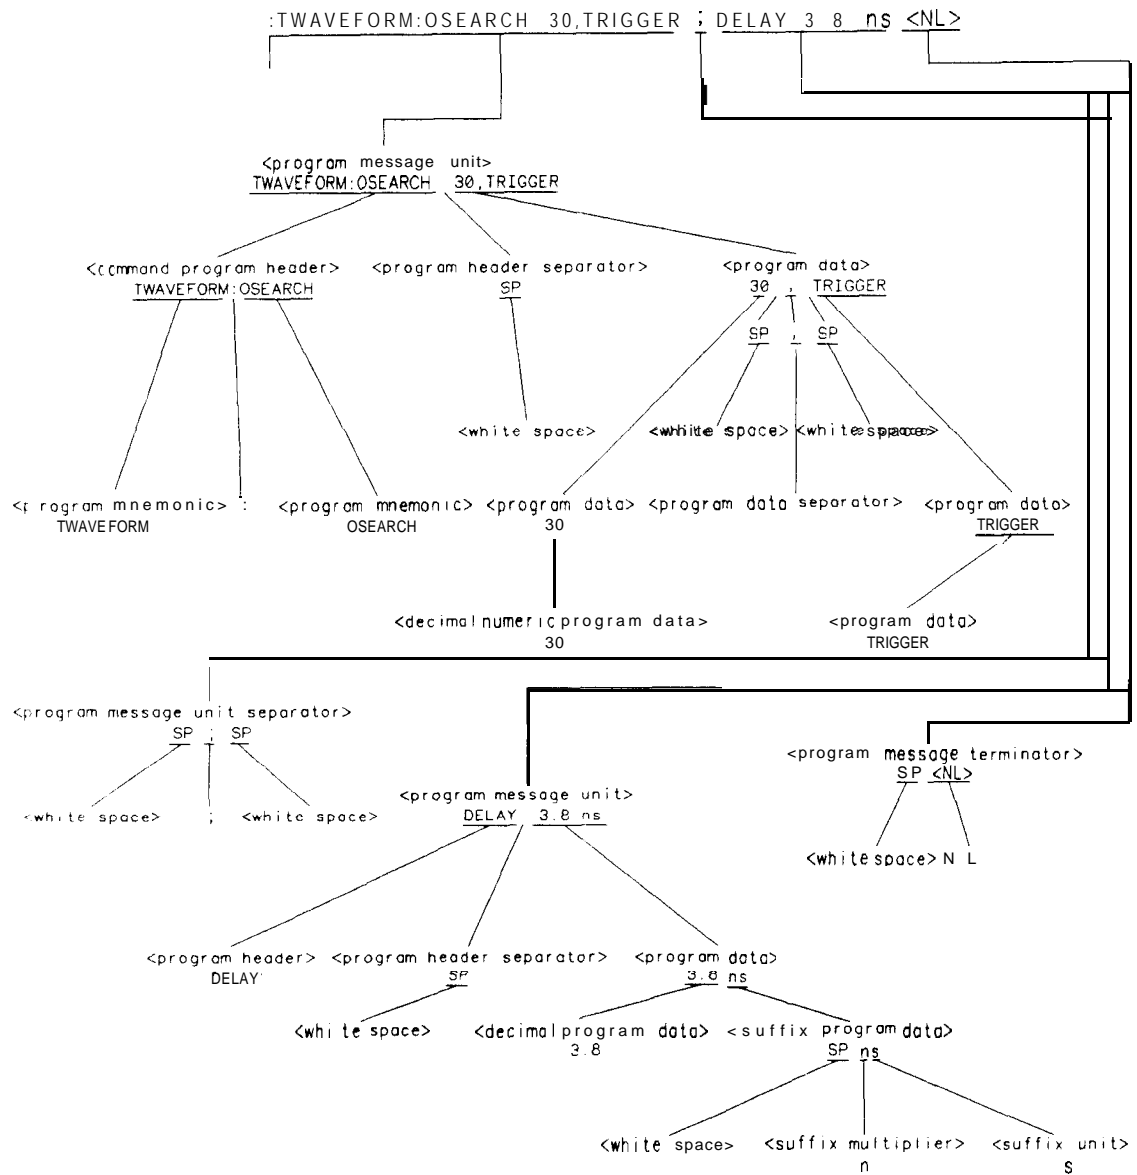 :TWAVEFORM:OSEARCH 30,TRIGGER ; DELAY 3 8 ns <NL>
<program message unit>
TWAVEFORM:OSEARCH 30,TRIGGER
<command program header> <program header separator> <program data>
TWAVEFORM:OSEARCH SP 30 , TRIGGER
SP , SP
<white space> <white space> <white space>
<program mnemonic> : <program mnemonic> <program data> <program data separator> <program data>
TWAVEFORM OSEARCH 30 TRIGGER
<decimal numeric program data> <program data>
30 TRIGGER
<program message unit separator>
SP ; SP
<program message terminator>
SP <NL>
<program message unit>
<white space> ; <white space>
DELAY 3.8 ns
<white space> N L
<program header> <program header separator> <program data>
DELAY SP 3.8 ns
<white space> <decimal program data> <suffix program data>
3.8 SP ns
<white space> <suffix multiplier> <suffix unit>
n s